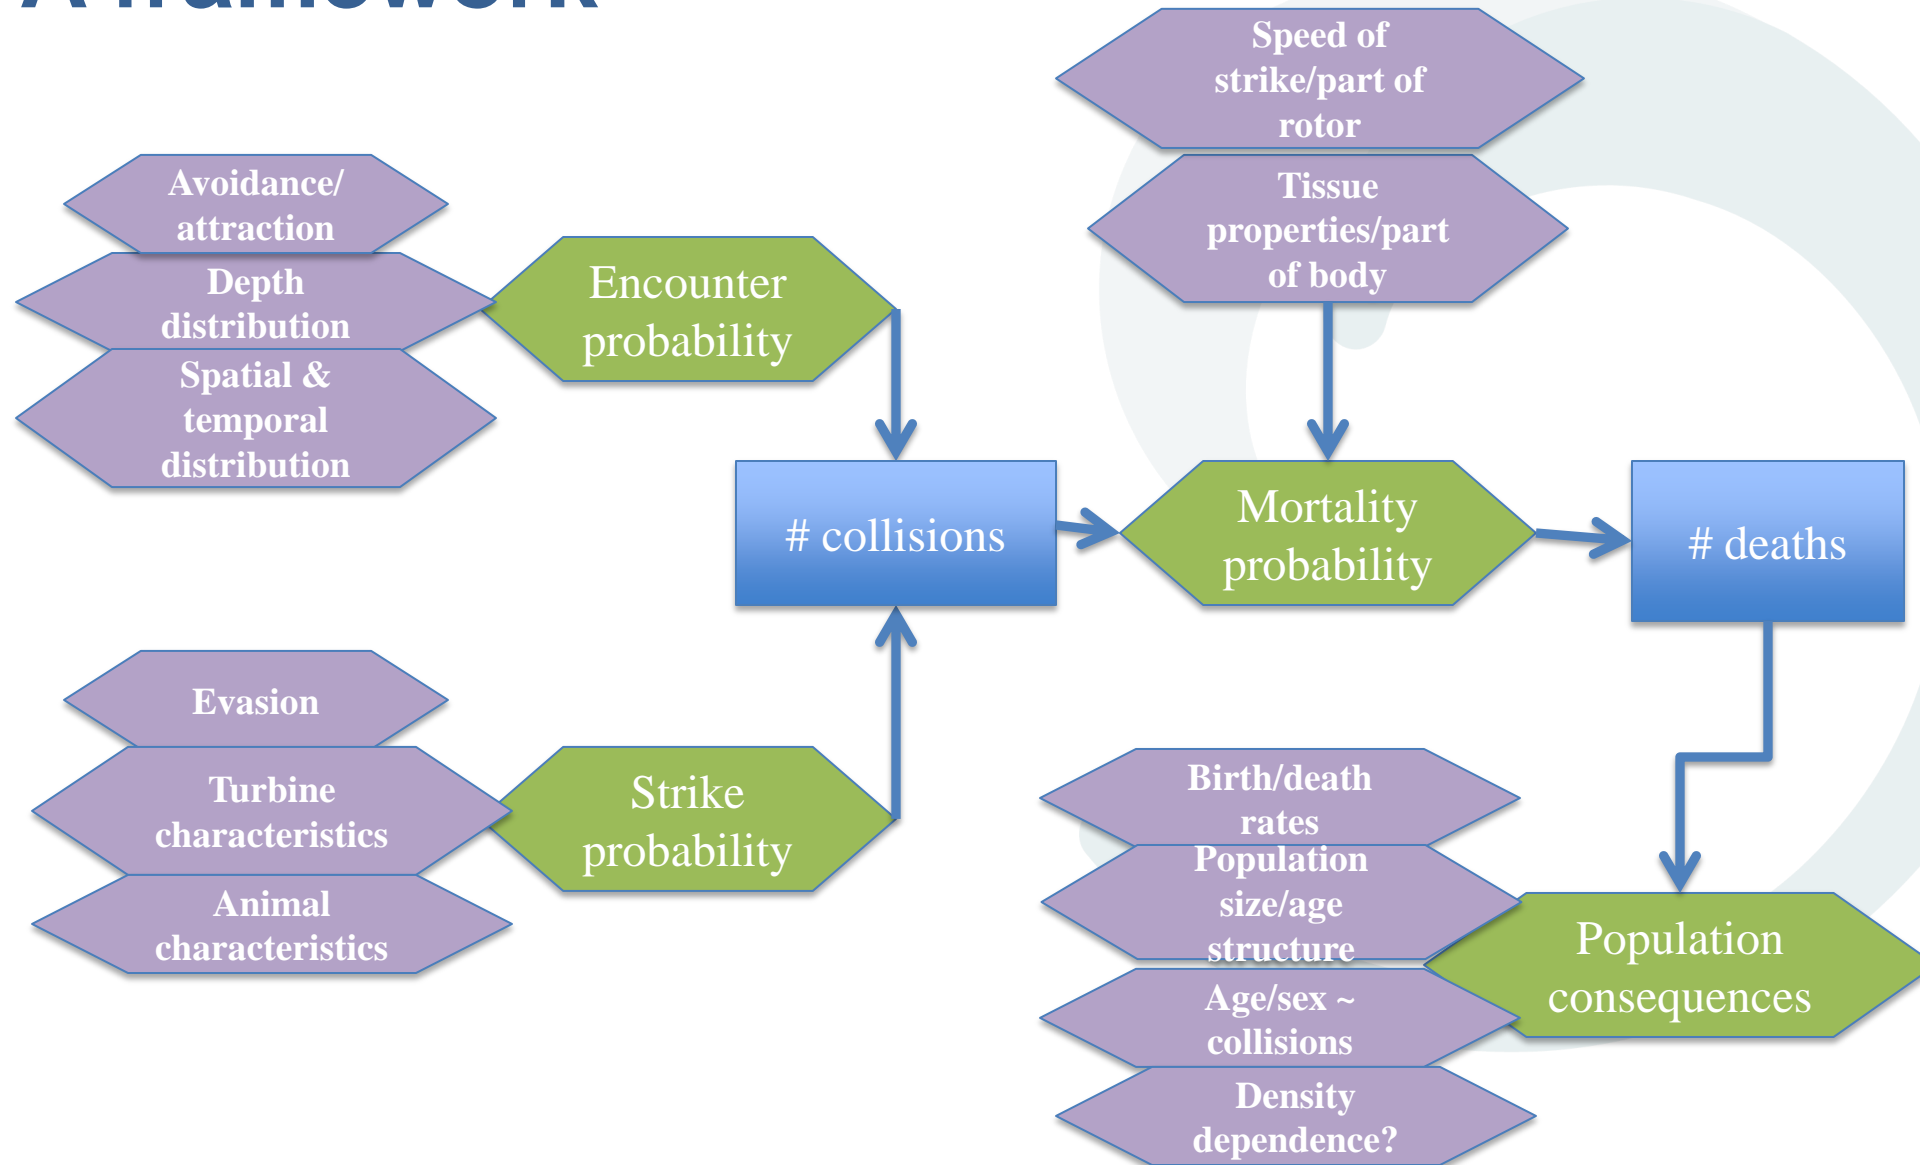 A framework
Speed of
strike/part of
rotor
Tissue
properties/part
of body
Avoidance/
attraction
Depth
distribution
Spatial &
temporal
distribution
Encounter
probability
# collisions
Mortality
probability
# deaths
Evasion
Turbine
characteristics
Animal
characteristics
Strike
probability
Birth/death
rates
Population
size/age
structure
Age/sex ~
collisions
Density
dependence?
Population
consequences